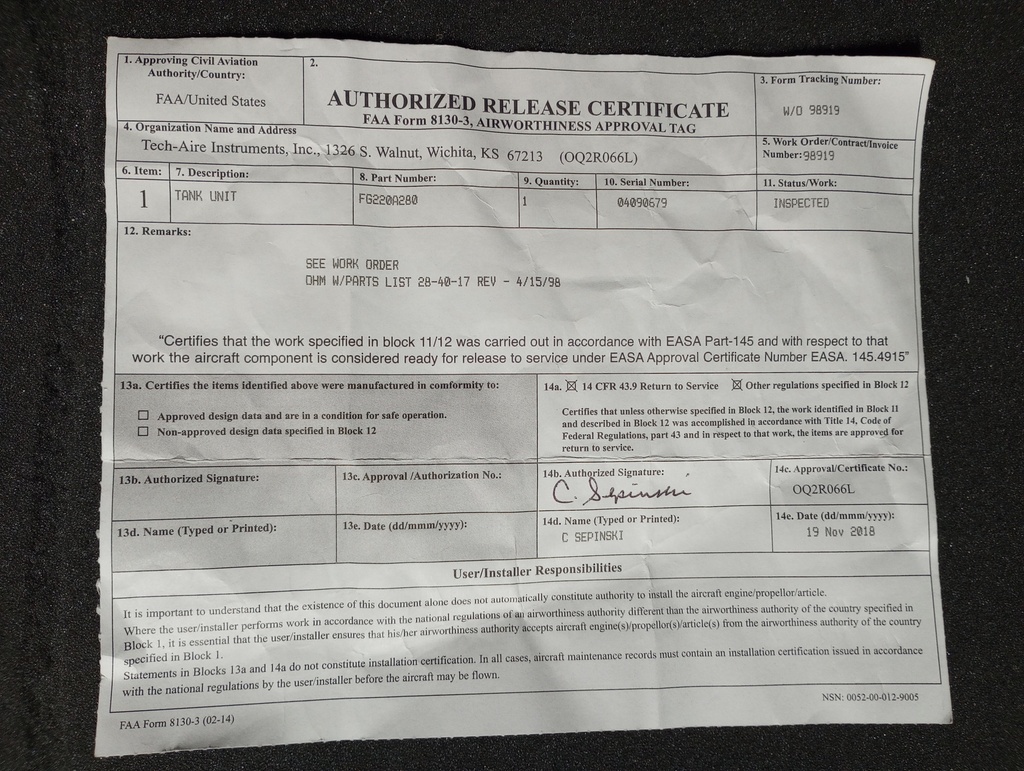 1. Approving Civil Aviation
Authority/Country:
FAA/United States
2.
AUTHORIZED RELEASE CERTIFICATE
FAA Form 8130-3, AIRWORTHINESS APPROVAL TAG
3. Form Tracking Number:
W/O 98919
4. Organization Name and Address
Tech-Aire Instruments, Inc., 1326 S. Walnut, Wichita, KS 67213 (OQ2R066L)
5. Work Order/Contract/Invoice
Number: 98919
6. Item:
1
7. Description:
TANK UNIT
8. Part Number:
FG220A280
9. Quantity:
1
10. Serial Number:
04090679
11. Status/Work:
INSPECTED
12. Remarks:
SEE WORK ORDER
OHM W/PARTS LIST 28-40-17 REV - 4/15/98
"Certifies that the work specified in block 11/12 was carried out in accordance with EASA Part-145 and with respect to that
work the aircraft component is considered ready for release to service under EASA Approval Certificate Number EASA. 145.4915"
13a. Certifies the items identified above were manufactured in conformity to:
☐ Approved design data and are in a condition for safe operation.
☐ Non-approved design data specified in Block 12
14a. ☒ 14 CFR 43.9 Return to Service ☒ Other regulations specified in Block 12
Certifies that unless otherwise specified in Block 12, the work identified in Block 11
and described in Block 12 was accomplished in accordance with Title 14, Code of
Federal Regulations, part 43 and in respect to that work, the items are approved for
return to service.
13b. Authorized Signature:
13c. Approval /Authorization No.:
14b. Authorized Signature:
C. Sepinski
14c. Approval/Certificate No.:
OQ2R066L
13d. Name (Typed or Printed):
13e. Date (dd/mmm/yyyy):
14d. Name (Typed or Printed):
C SEPINSKI
14e. Date (dd/mmm/yyyy):
19 Nov 2018
User/Installer Responsibilities
It is important to understand that the existence of this document alone does not automatically constitute authority to install the aircraft engine/propellor/article.
Where the user/installer performs work in accordance with the national regulations of an airworthiness authority different than the airworthiness authority of the country specified in
Block 1, it is essential that the user/installer ensures that his/her airworthiness authority accepts aircraft engine(s)/propellor(s)/article(s) from the airworthiness authority of the country
specified in Block 1.
Statements in Blocks 13a and 14a do not constitute installation certification. In all cases, aircraft maintenance records must contain an installation certification issued in accordance
with the national regulations by the user/installer before the aircraft may be flown.
FAA Form 8130-3 (02-14)
NSN: 0052-00-012-9005